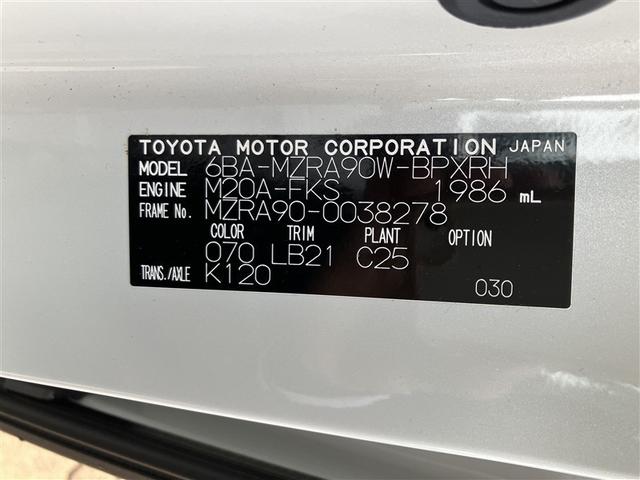 TOYOTA MOTOR CORPORATION JAPAN
MODEL 6BA-MZRA90W-BPXRH
ENGINE M20A-FKS 1986 mL
FRAME No. MZRA90-0038278
COLOR TRIM PLANT OPTION
070 LB21 C25
TRANS./AXLE K120
030